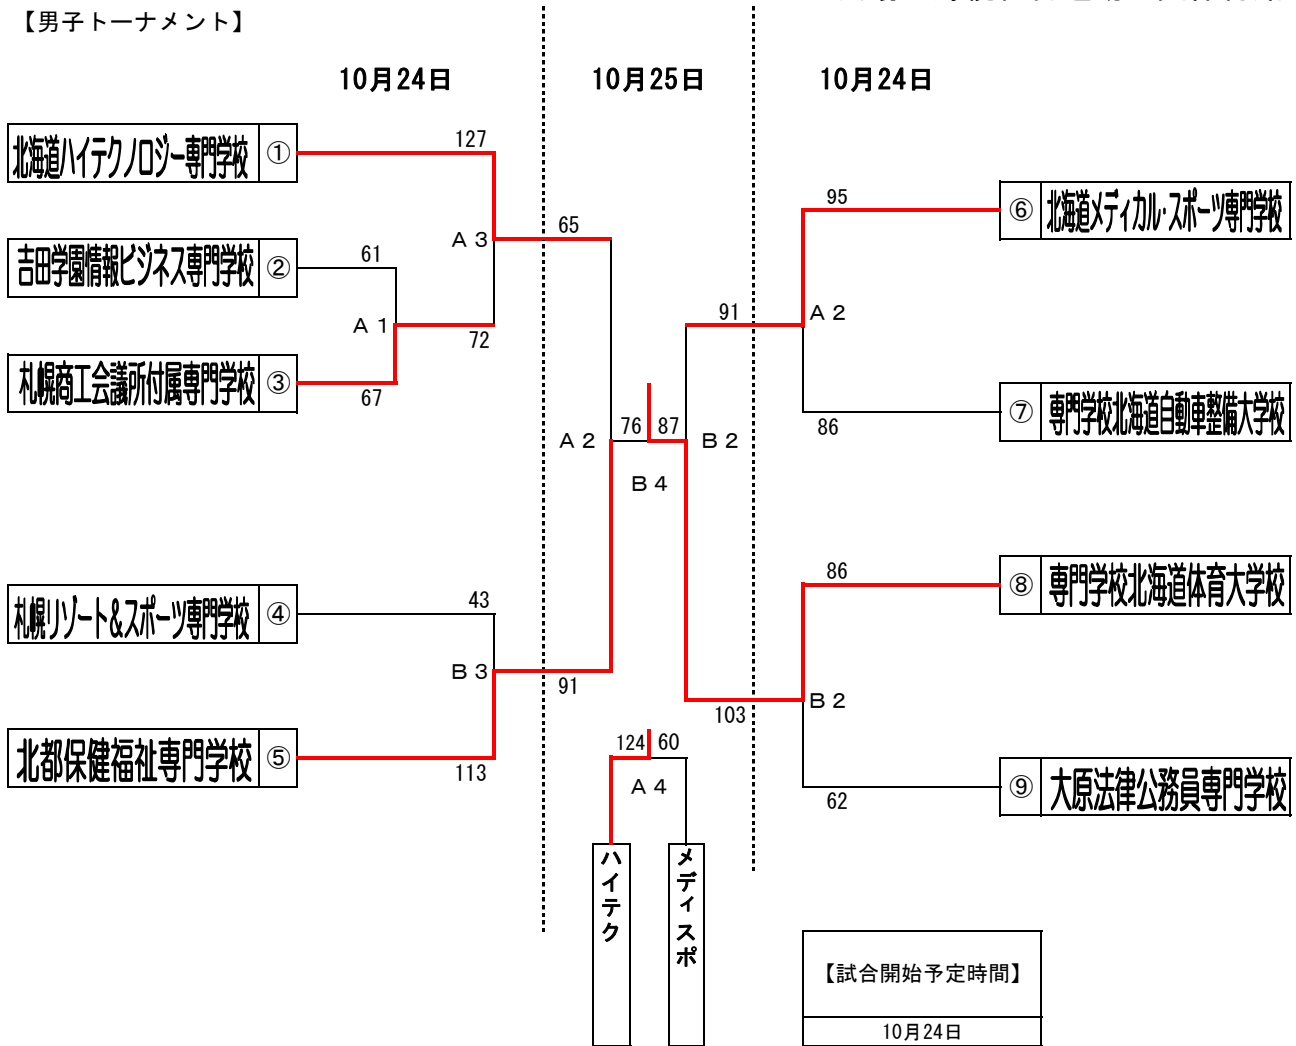 【男子トーナメント】
10月24日
10月25日
10月24日
北海道ハイテクノロジー専門学校 ①
吉田学園情報ビジネス専門学校 ②
札幌商工会議所付属専門学校 ③
札幌リゾート&スポーツ専門学校 ④
北都保健福祉専門学校 ⑤
127
A 3
61
A 1
72
67
43
B 3
113
65
A 2
91
76
87
B 4
91
B 2
103
124
60
A 4
ハイテク
メディスポ
95
A 2
86
86
B 2
62
⑥ 北海道メディカル・スポーツ専門学校
⑦ 専門学校北海道自動車整備大学校
⑧ 専門学校北海道体育大学校
⑨ 大原法律公務員専門学校
【試合開始予定時間】
10月24日